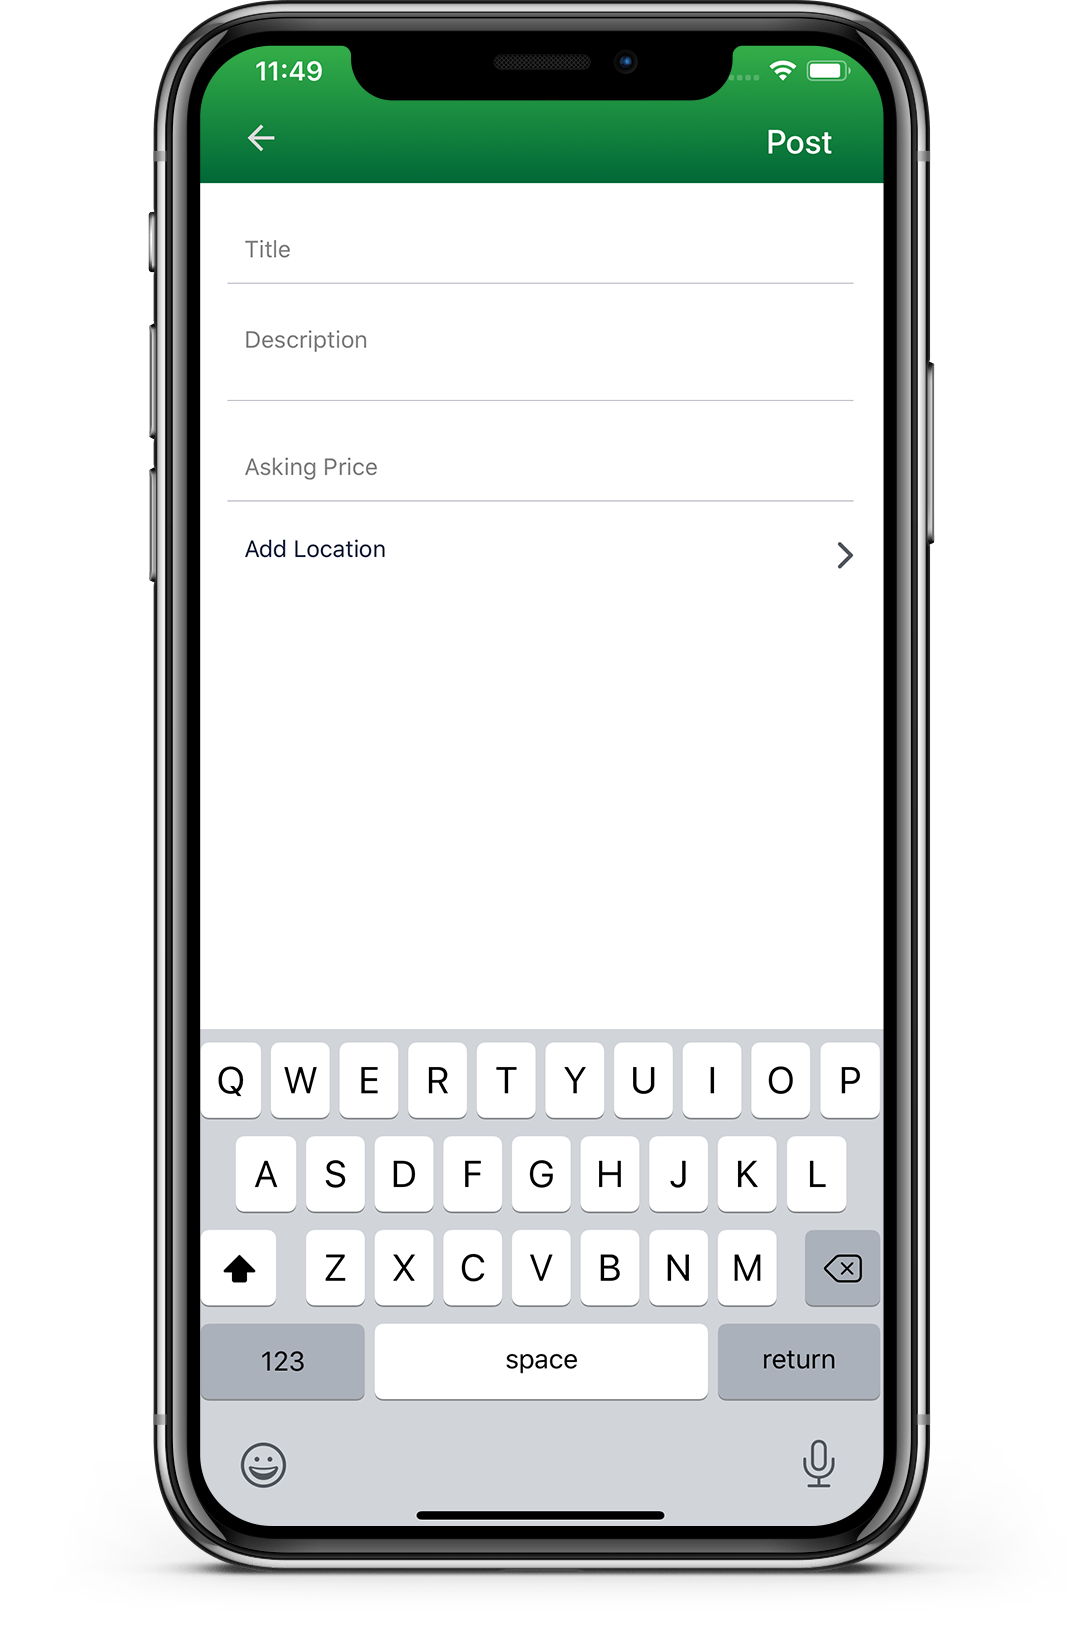 11:49
Post
Title
Description
Asking Price
Add Location
Q W E R T Y U I O P
A S D F G H J K L
Z X C V B N M
123 space return